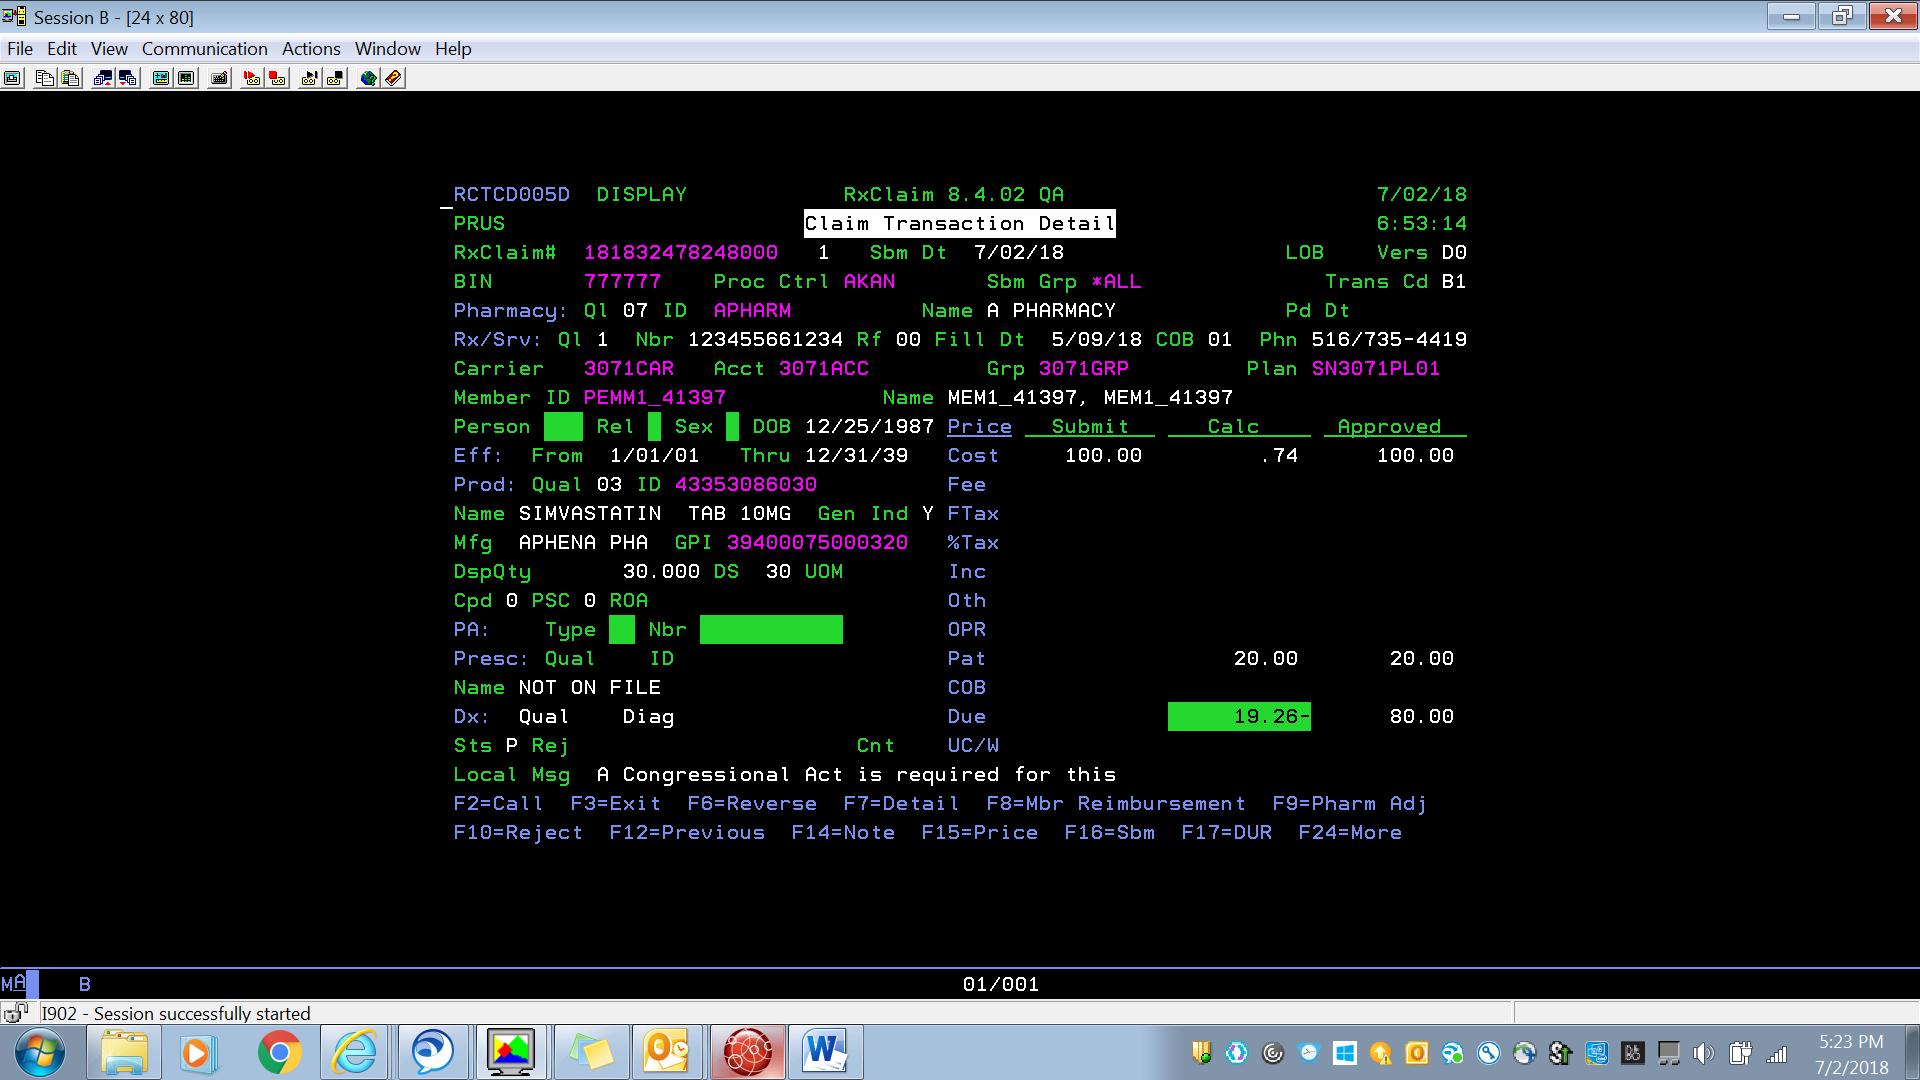 Session B - [24 x 80]
File Edit View Communication Actions Window Help
RCTCD005D DISPLAY RxClaim 8.4.02 QA 7/02/18
PRUS Claim Transaction Detail 6:53:14
RxClaim# 181832478248000 1 Sbm Dt 7/02/18 LOB Vers D0
BIN 777777 Proc Ctrl AKAN Sbm Grp *ALL Trans Cd B1
Pharmacy: Ql 07 ID APHARM Name A PHARMACY Pd Dt
Rx/Srv: Ql 1 Nbr 123455661234 Rf 00 Fill Dt 5/09/18 COB 01 Phn 516/735-4419
Carrier 3071CAR Acct 3071ACC Grp 3071GRP Plan SN3071PL01
Member ID PEMM1_41397 Name MEM1_41397, MEM1_41397
Person Rel Sex DOB 12/25/1987 Price Submit Calc Approved
Eff: From 1/01/01 Thru 12/31/39 Cost 100.00 .74 100.00
Prod: Qual 03 ID 43353086030 Fee
Name SIMVASTATIN TAB 10MG Gen Ind Y FTax
Mfg APHENA PHA GPI 39400075000320 %Tax
DspQty 30.000 DS 30 UOM Inc
Cpd 0 PSC 0 ROA Oth
PA: Type Nbr OPR
Presc: Qual ID Pat 20.00 20.00
Name NOT ON FILE COB
Dx: Qual Diag Due 19.26- 80.00
Sts P Rej Cnt UC/W
Local Msg A Congressional Act is required for this
F2=Call F3=Exit F6=Reverse F7=Detail F8=Mbr Reimbursement F9=Pharm Adj
F10=Reject F12=Previous F14=Note F15=Price F16=Sbm F17=DUR F24=More
MA B 01/001
I902 - Session successfully started
5:23 PM
7/2/2018